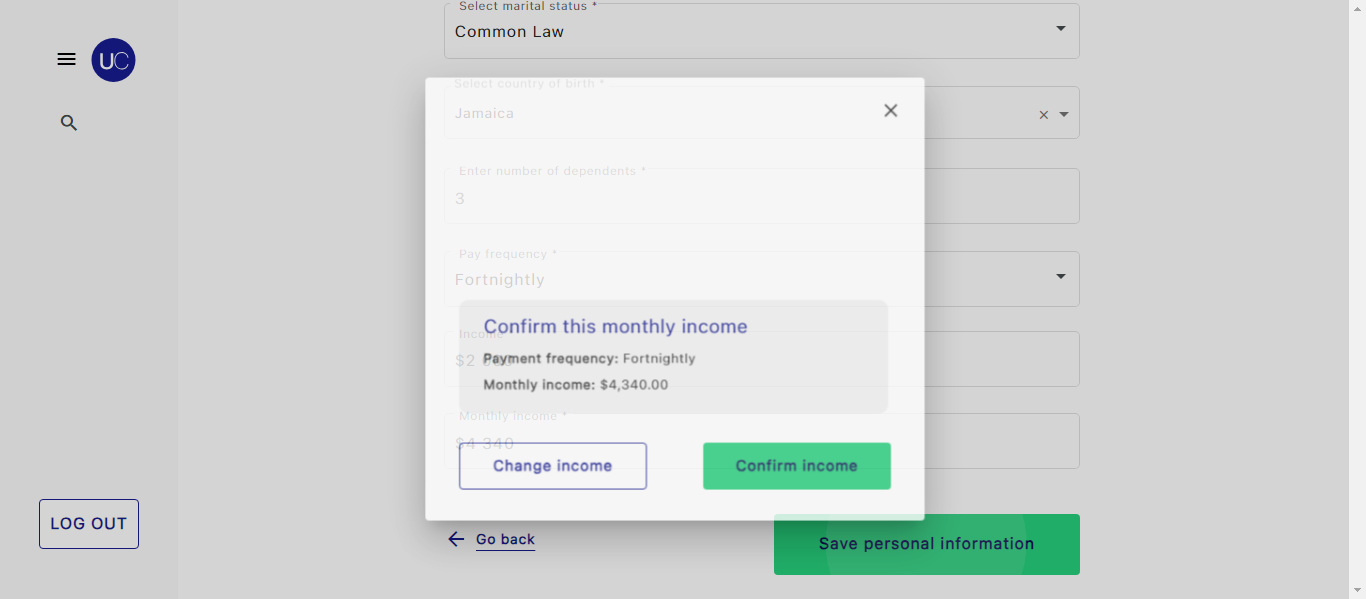 Select marital status *
Common Law
UC
Select country of birth *
Jamaica
Enter number of dependents *
3
Pay frequency *
Fortnightly
Confirm this monthly income
Income
Payment frequency: Fortnightly
Monthly income: $4,340.00
Monthly income *
$4 340
Change income
Confirm income
Go back
Save personal information
LOG OUT